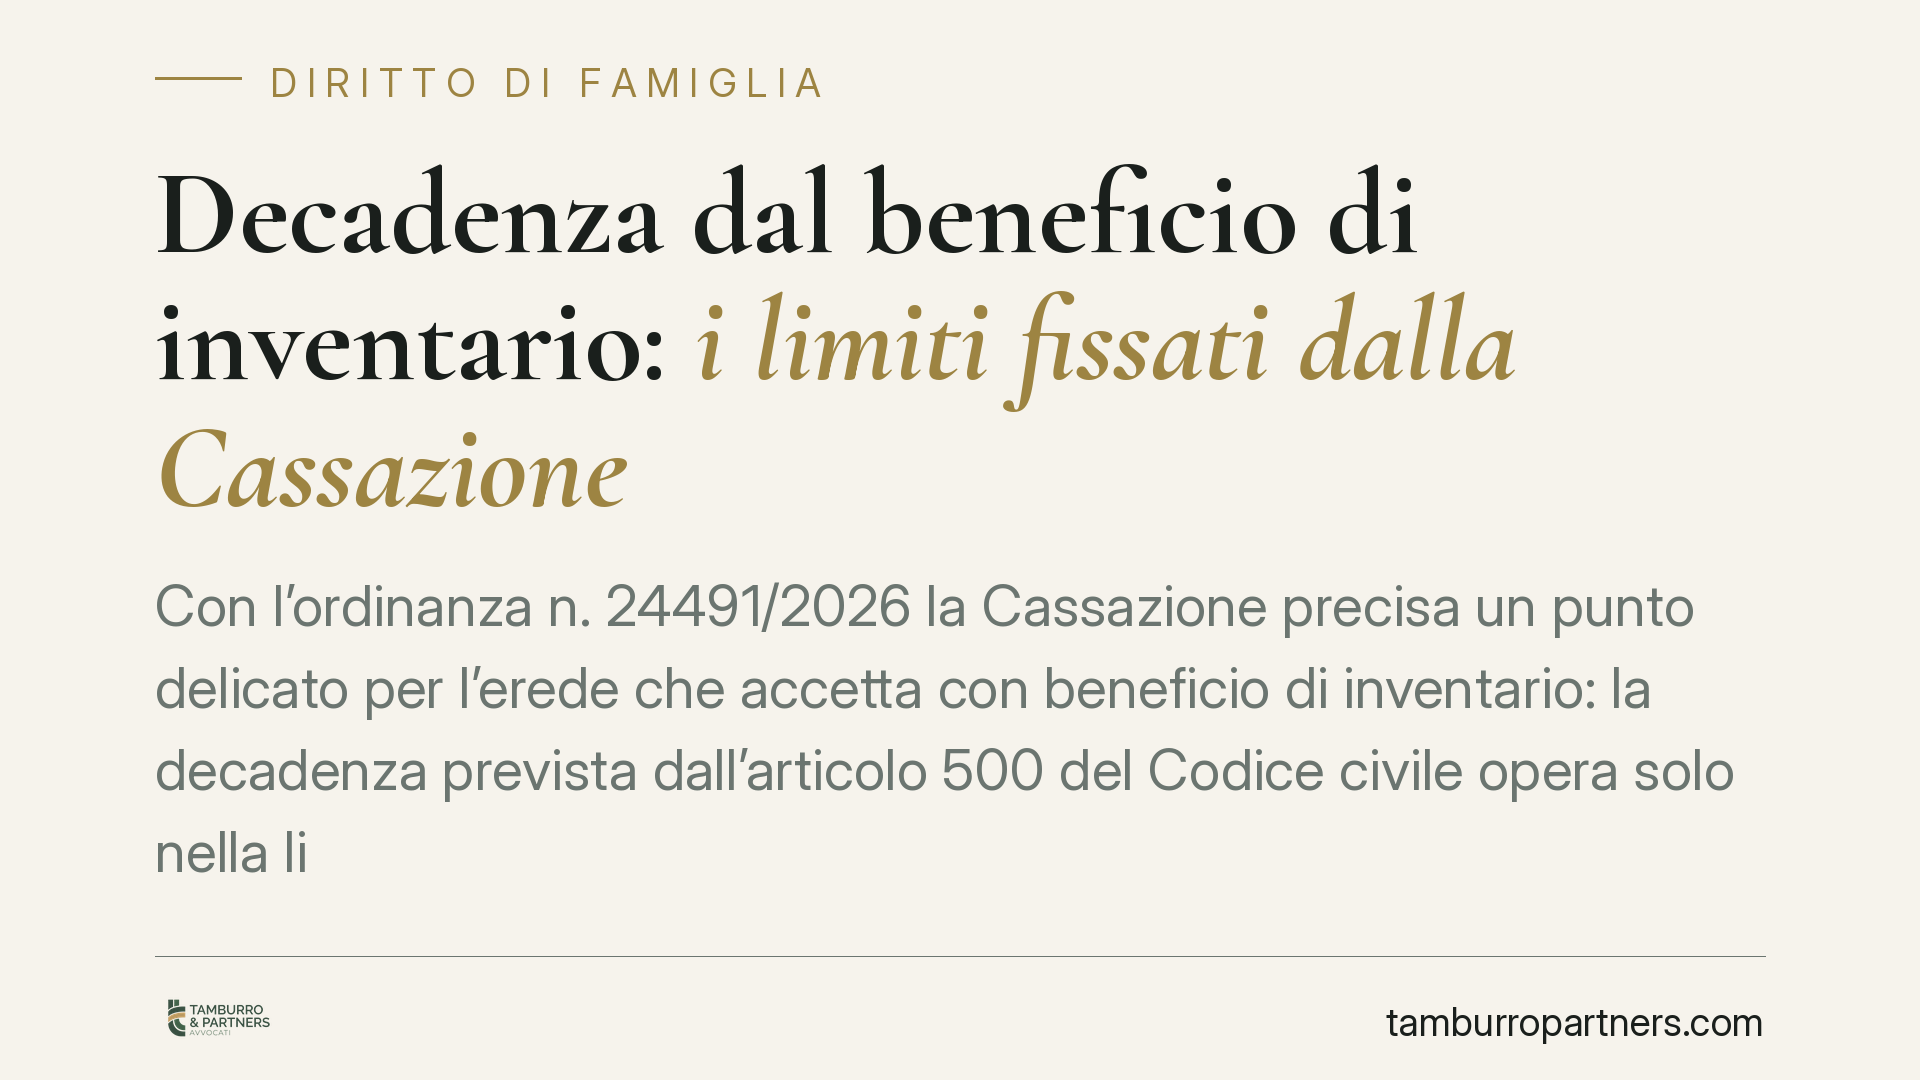 DIRITTO DI FAMIGLIA
Decadenza dal beneficio di
inventario: i limiti fissati dalla
Cassazione
Con l’ordinanza n. 24491/2026 la Cassazione precisa un punto
delicato per l’erede che accetta con beneficio di inventario: la
decadenza prevista dall’articolo 500 del Codice civile opera solo
nella li
TAMBURRO
& PARTNERS
AVVOCATI
tamburropartners.com